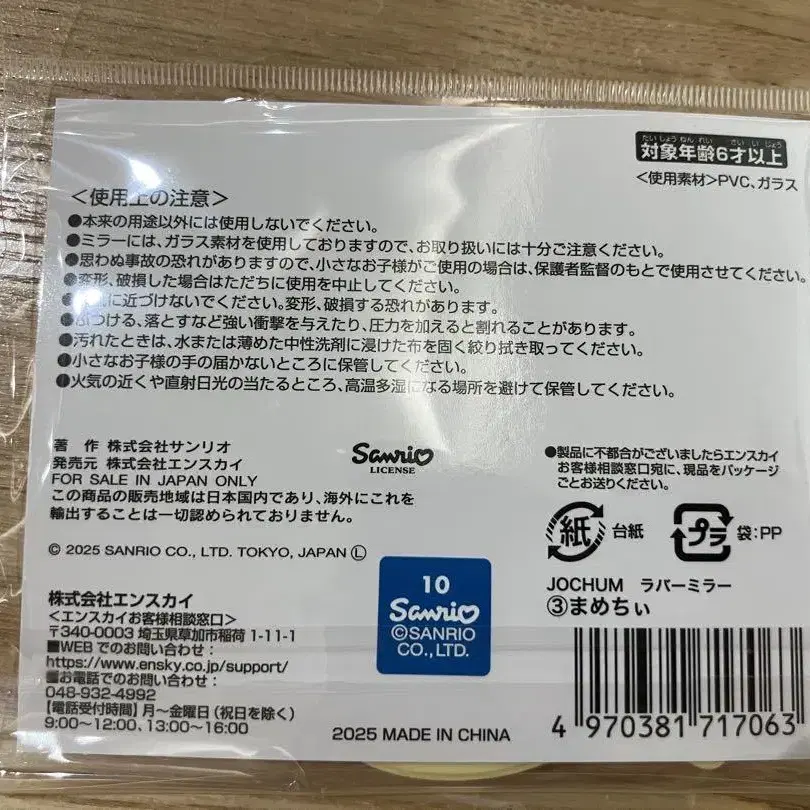 たいしょうねんれい さいいじょう
対象年齢6才以上
＜使用素材＞PVC、ガラス
＜使用上の注意＞
●本来の用途以外には使用しないでください。
●ミラーには、ガラス素材を使用しておりますので、お取り扱いには十分ご注意ください。
●思わぬ事故の恐れがありますので、小さなお子様がご使用の場合は、保護者監督のもとで使用させてください。
●変形、破損した場合はただちに使用を中止してください。
に近づけないでください。変形、破損する恐れがあります。
●ぶつける、落とすなど強い衝撃を与えたり、圧力を加えると割れることがあります。
●汚れたときは、水または薄めた中性洗剤に浸けた布を固く絞り拭き取ってください。
●小さなお子様の手の届かないところに保管してください。
●火気の近くや直射日光の当たるところ、高温多湿になる場所を避けて保管してください。
著 作 株式会社サンリオ
発売元 株式会社エンスカイ
FOR SALE IN JAPAN ONLY
この商品の販売地域は日本国内であり、海外にこれを
輸出することは一切認められておりません。
© 2025 SANRIO CO., LTD. TOKYO, JAPAN Ⓛ
Sanrio
LICENSE
●製品に不都合がございましたらエンスカイ
お客様相談窓口宛に、現品をパッケージ
ごとお送りください。
紙 台紙 プラ 袋:PP
JOCHUM ラバーミラー
③まめちぃ
10
Sanrio
©SANRIO
CO.,LTD.
株式会社エンスカイ
＜エンスカイお客様相談窓口＞
〒340-0003 埼玉県草加市稲荷 1-11-1
■WEB でのお問い合わせ：
https://www.ensky.co.jp/support/
■お電話でのお問い合わせ：
048-932-4992
【電話受付時間】月～金曜日（祝日を除く）
9:00～12:00、13:00～16:00
2025 MADE IN CHINA
4 970381 717063